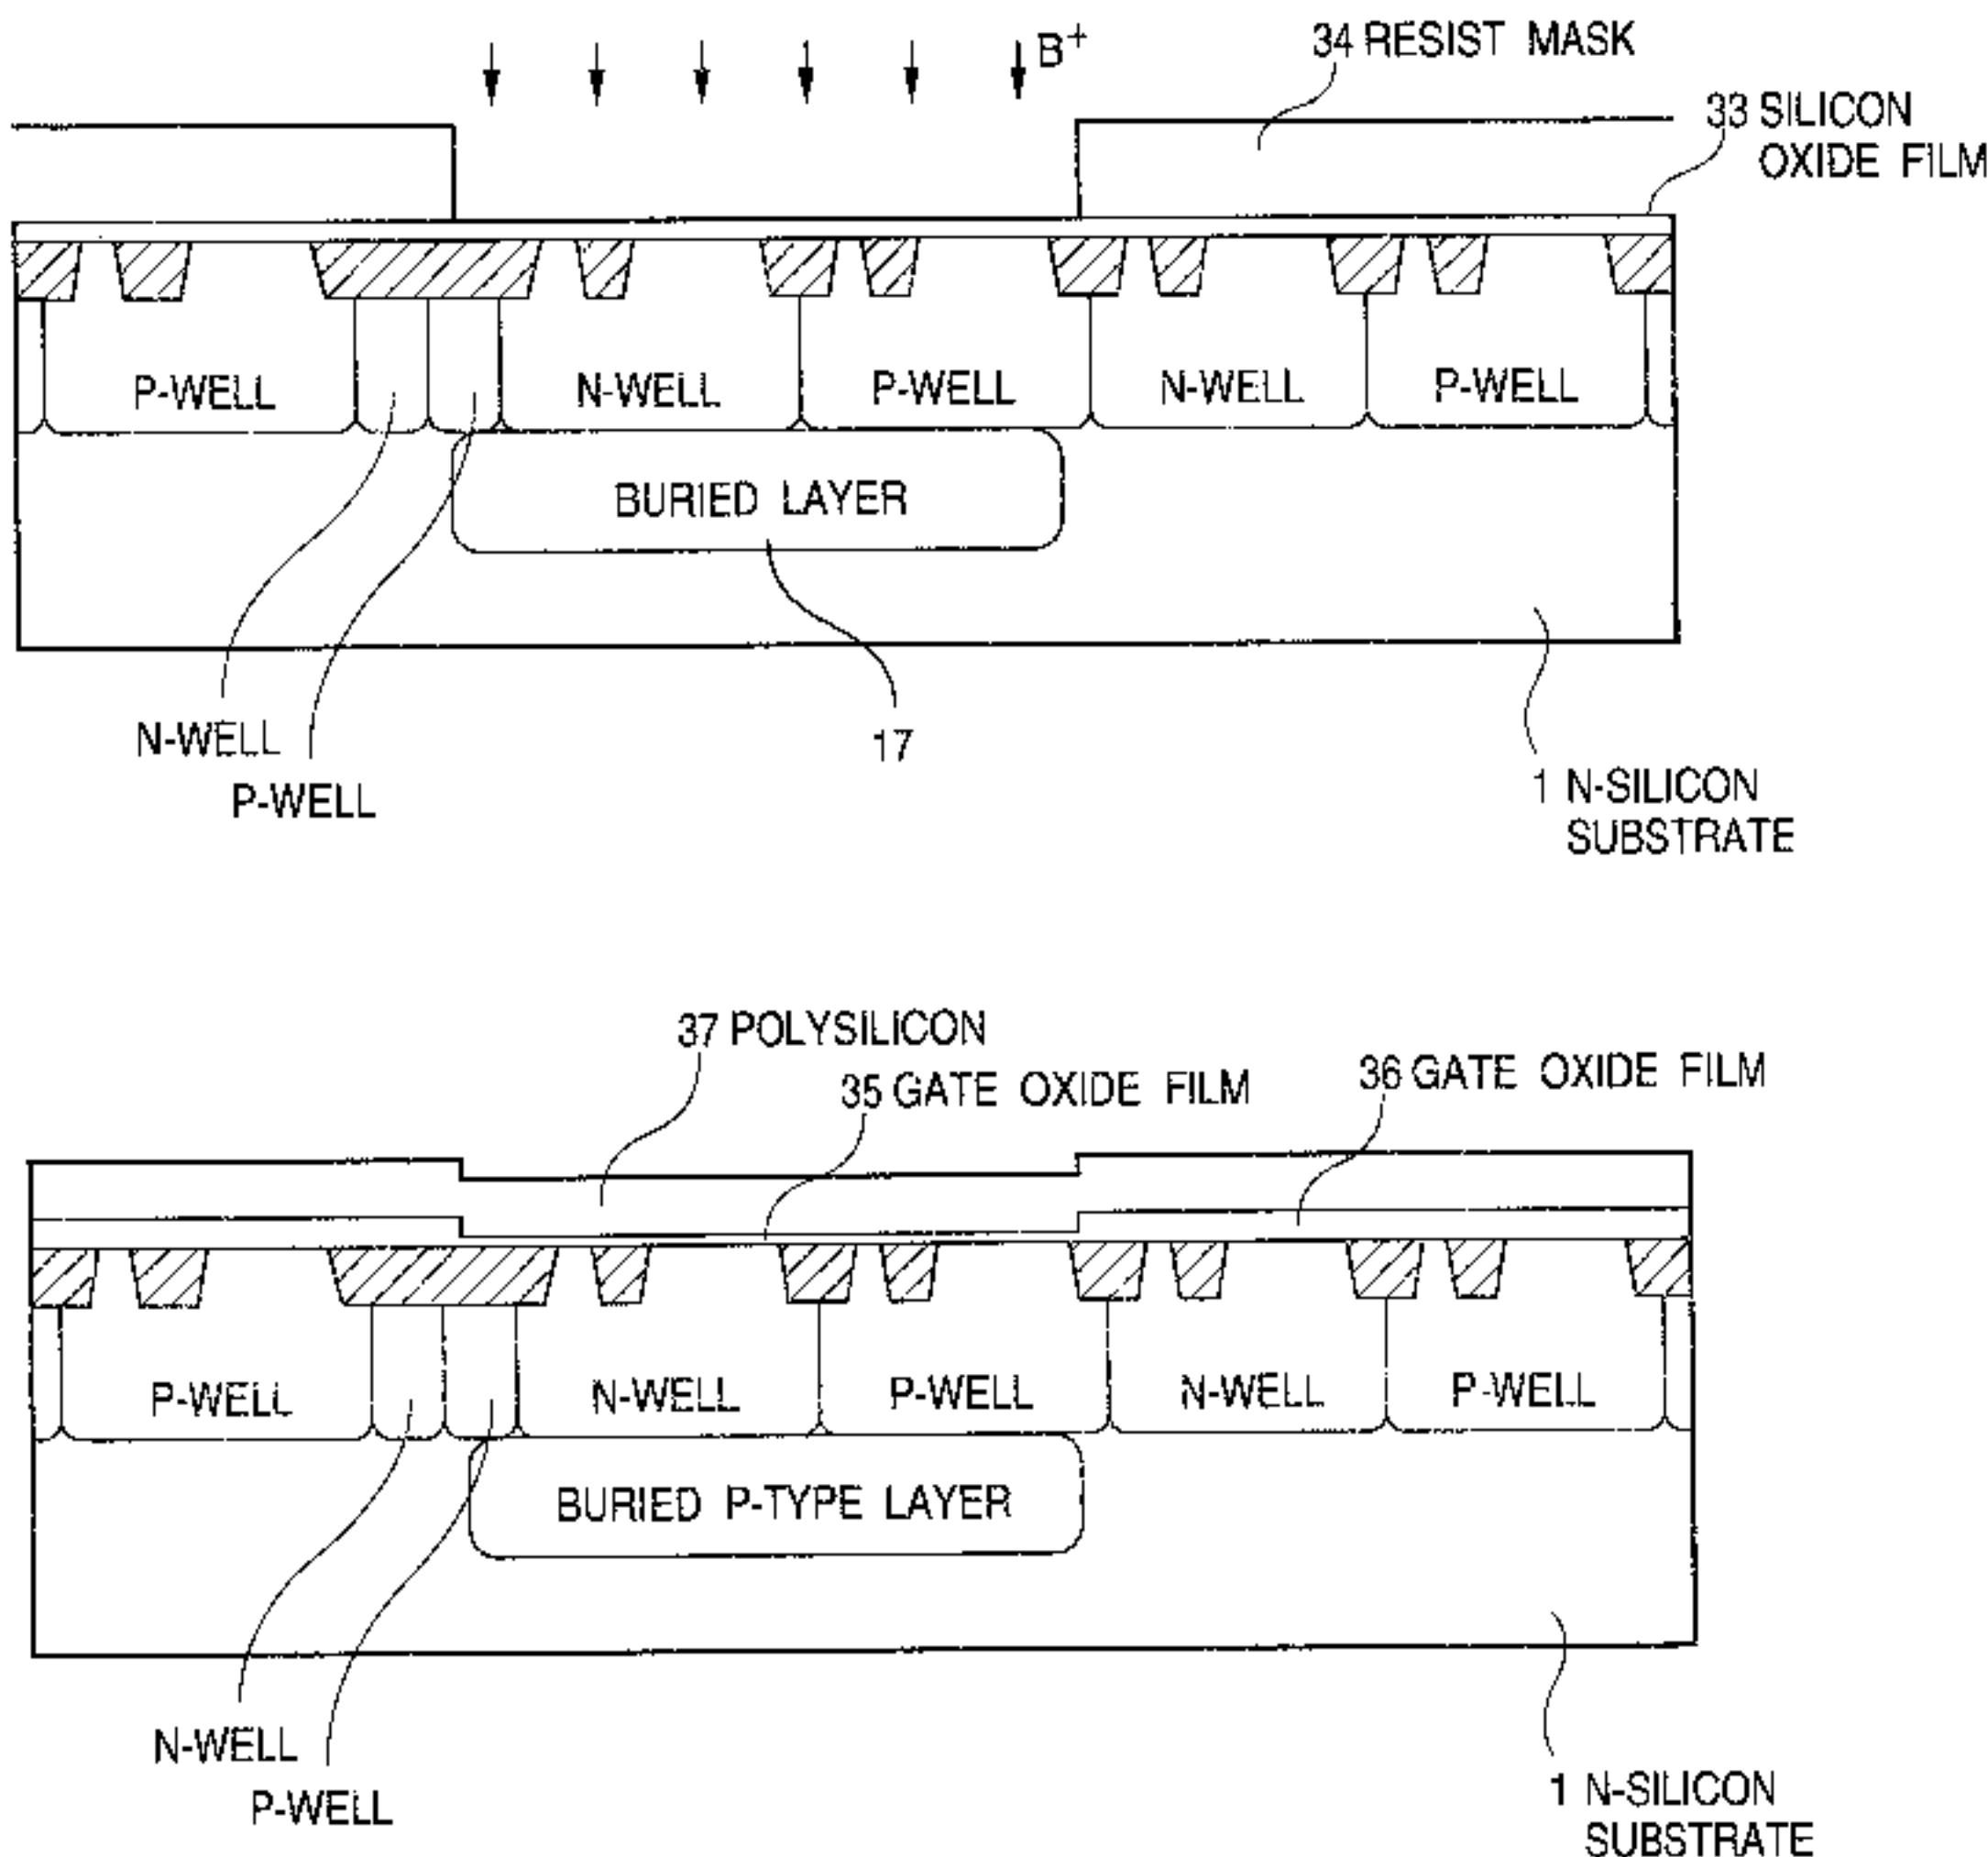 B+
34 RESIST MASK
33 SILICON
OXIDE FILM
P-WELL
N-WELL
P-WELL
N-WELL
P-WELL
BURIED LAYER
N-WELL
P-WELL
17
1 N-SILICON
SUBSTRATE
37 POLYSILICON
35 GATE OXIDE FILM
36 GATE OXIDE FILM
P-WELL
N-WELL
P-WELL
N-WELL
P-WELL
BURIED P-TYPE LAYER
N-WELL
P-WELL
1 N-SILICON
SUBSTRATE